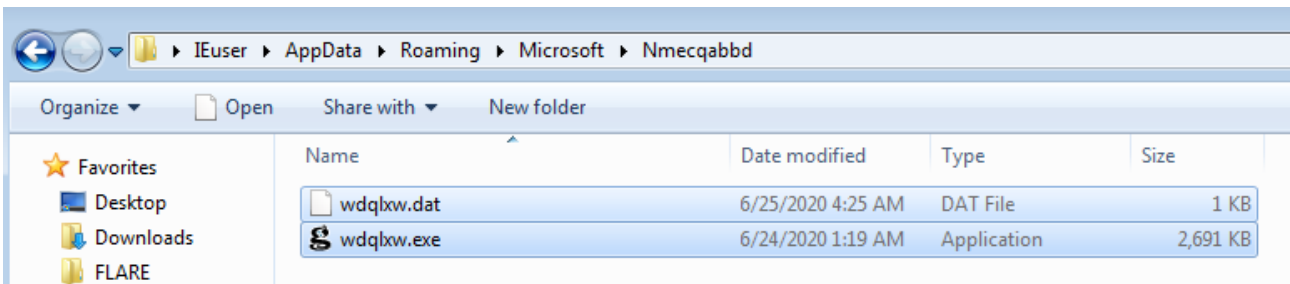 IEuser ▸ AppData ▸ Roaming ▸ Microsoft ▸ Nmecqabbd
Organize Open Share with New folder
Favorites Name Date modified Type Size
Desktop wdqlxw.dat 6/25/2020 4:25 AM DAT File 1 KB
Downloads wdqlxw.exe 6/24/2020 1:19 AM Application 2,691 KB
FLARE